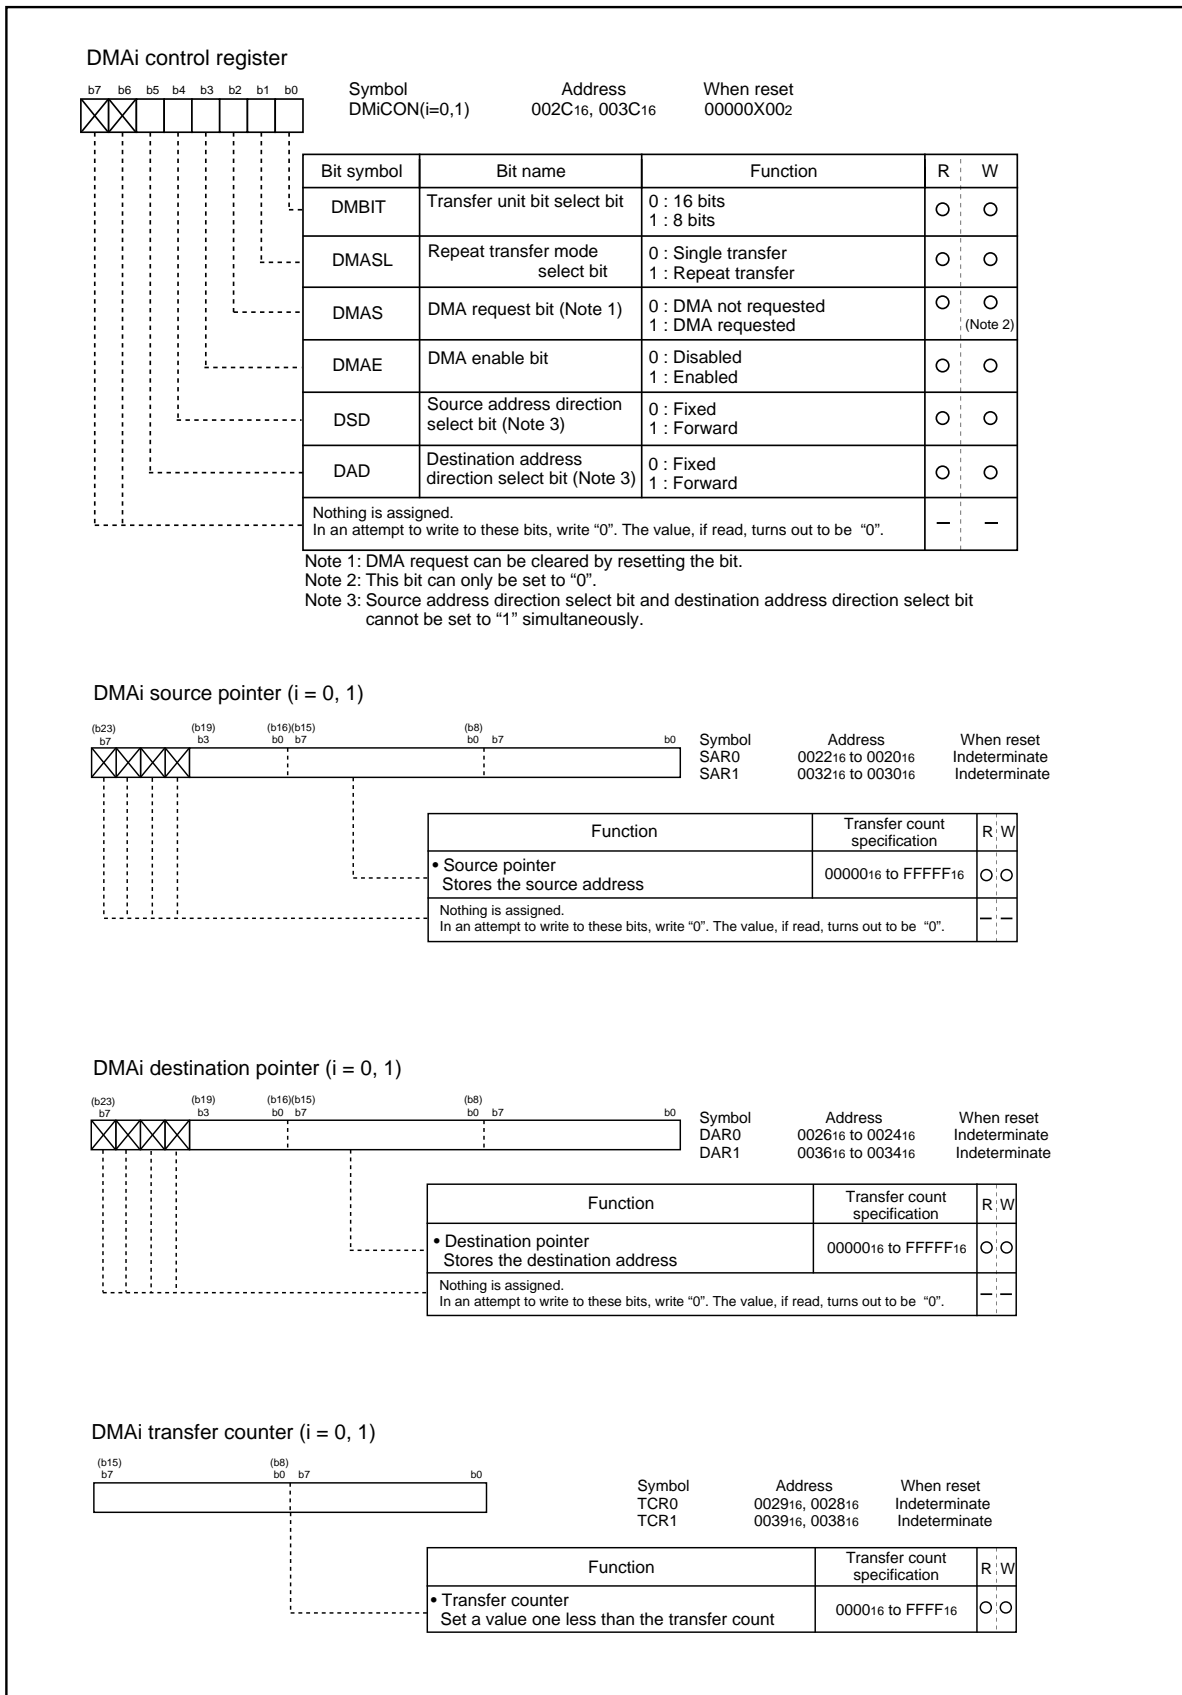 DMAi control register
b7 b6 b5 b4 b3 b2 b1 b0
Symbol Address When reset
DMiCON(i=0,1) 002C16, 003C16 00000X002
Bit symbol Bit name Function R W
DMBIT Transfer unit bit select bit 0 : 16 bits
1 : 8 bits
DMASL Repeat transfer mode 0 : Single transfer
select bit 1 : Repeat transfer
DMAS DMA request bit (Note 1) 0 : DMA not requested
1 : DMA requested (Note 2)
DMAE DMA enable bit 0 : Disabled
1 : Enabled
DSD Source address direction 0 : Fixed
select bit (Note 3) 1 : Forward
DAD Destination address 0 : Fixed
direction select bit (Note 3) 1 : Forward
Nothing is assigned.
In an attempt to write to these bits, write “0”. The value, if read, turns out to be “0”. – –
Note 1: DMA request can be cleared by resetting the bit.
Note 2: This bit can only be set to “0”.
Note 3: Source address direction select bit and destination address direction select bit
cannot be set to “1” simultaneously.
DMAi source pointer (i = 0, 1)
(b23) (b19) (b16)(b15) (b8)
b7 b3 b0 b7 b0 b7 b0
Symbol Address When reset
SAR0 002216 to 002016 Indeterminate
SAR1 003216 to 003016 Indeterminate
Function Transfer count specification R W
• Source pointer
Stores the source address 0000016 to FFFFF16
Nothing is assigned.
In an attempt to write to these bits, write “0”. The value, if read, turns out to be “0”. – –
DMAi destination pointer (i = 0, 1)
(b23) (b19) (b16)(b15) (b8)
b7 b3 b0 b7 b0 b7 b0
Symbol Address When reset
DAR0 002616 to 002416 Indeterminate
DAR1 003616 to 003416 Indeterminate
Function Transfer count specification R W
• Destination pointer
Stores the destination address 0000016 to FFFFF16
Nothing is assigned.
In an attempt to write to these bits, write “0”. The value, if read, turns out to be “0”. – –
DMAi transfer counter (i = 0, 1)
(b15) (b8)
b7 b0 b7 b0
Symbol Address When reset
TCR0 002916, 002816 Indeterminate
TCR1 003916, 003816 Indeterminate
Function Transfer count specification R W
• Transfer counter
Set a value one less than the transfer count 000016 to FFFF16